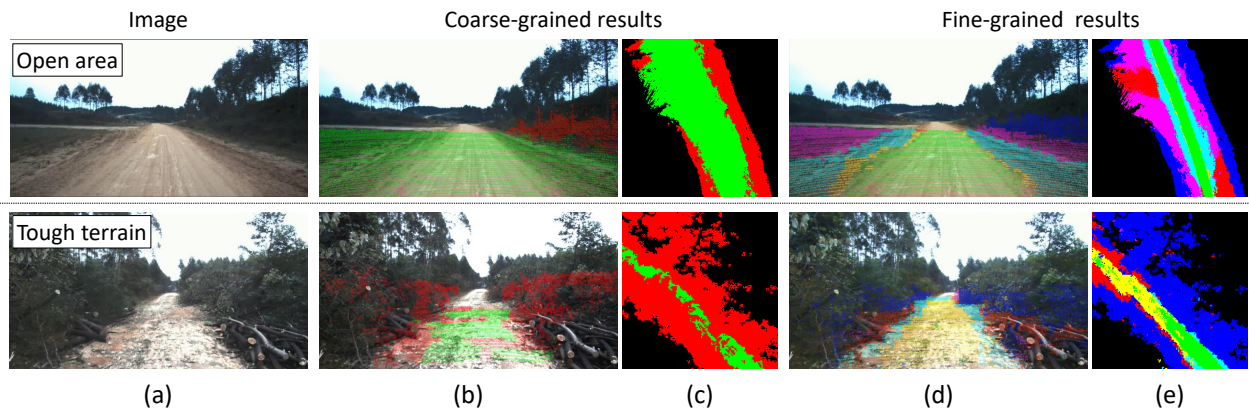 Image
Coarse-grained results
Fine-grained results
Open area
Tough terrain
(a)
(b)
(c)
(d)
(e)